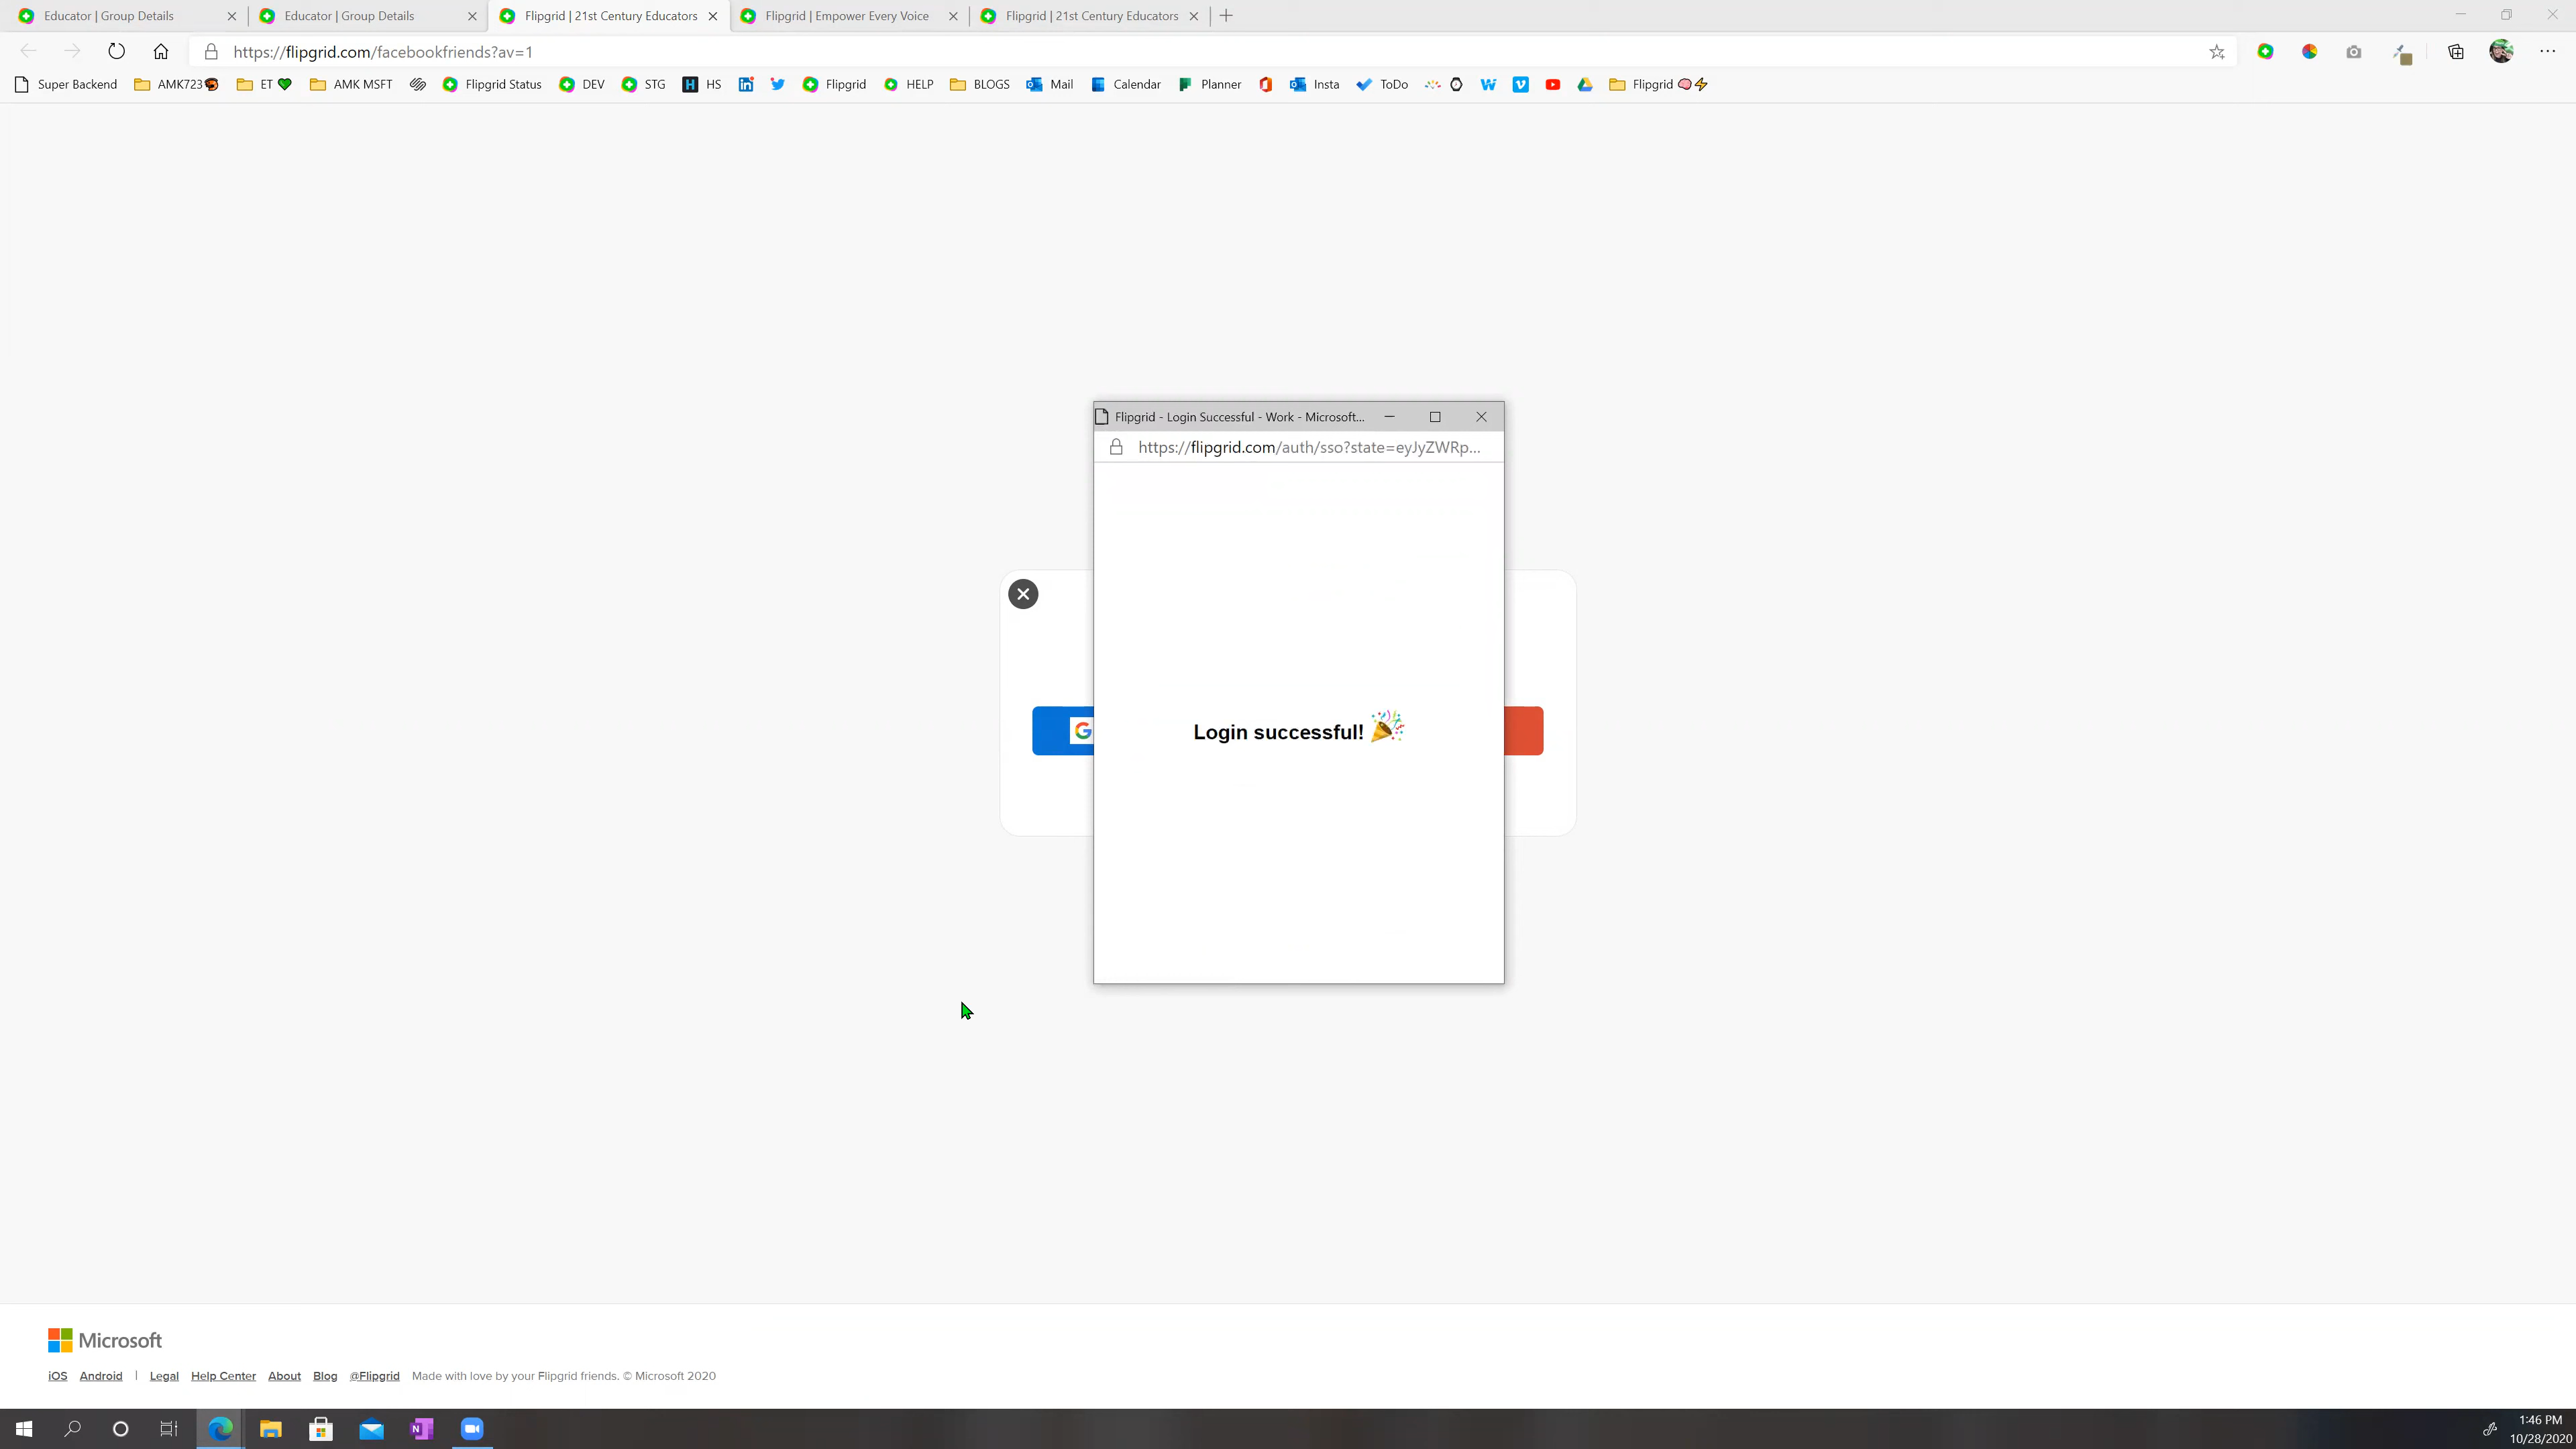 Educator | Group Details
Educator | Group Details
Flipgrid | 21st Century Educators
Flipgrid | Empower Every Voice
Flipgrid | 21st Century Educators
https://flipgrid.com/facebookfriends?av=1
Super Backend
AMK723
ET
AMK MSFT
Flipgrid Status
DEV
STG
HS
Flipgrid
HELP
BLOGS
Mail
Calendar
Planner
Insta
ToDo
Flipgrid
Flipgrid - Login Successful - Work - Microsoft...
https://flipgrid.com/auth/sso?state=eyJyZWRp...
Login successful! 🎉
Microsoft
iOS Android | Legal Help Center About Blog @Flipgrid Made with love by your Flipgrid friends. © Microsoft 2020
1:46 PM
10/28/2020